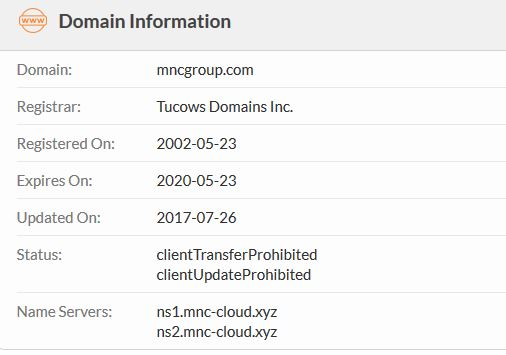 www
Domain Information
Domain: mncgroup.com
Registrar: Tucows Domains Inc.
Registered On: 2002-05-23
Expires On: 2020-05-23
Updated On: 2017-07-26
Status: clientTransferProhibited
clientUpdateProhibited
Name Servers: ns1.mnc-cloud.xyz
ns2.mnc-cloud.xyz